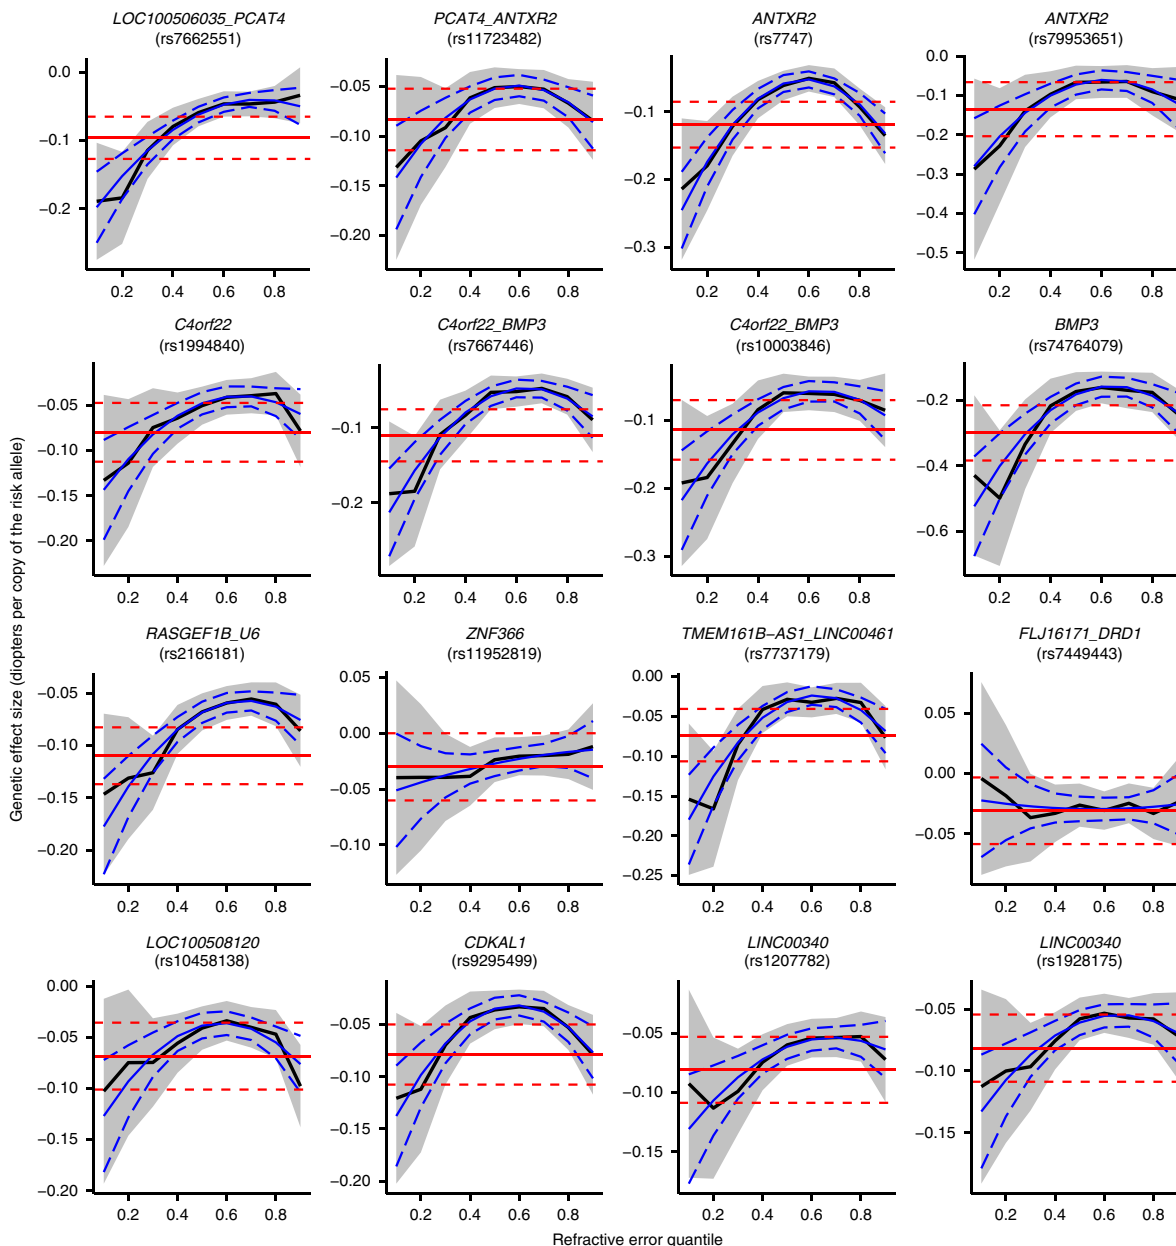 LOC100506035_PCAT4
(rs7662551)
PCAT4_ANTXR2
(rs11723482)
ANTXR2
(rs7747)
ANTXR2
(rs79953651)
0.0
−0.1
−0.2
0.2 0.4 0.6 0.8
−0.05
−0.10
−0.15
−0.20
0.2 0.4 0.6 0.8
−0.1
−0.2
−0.3
0.2 0.4 0.6 0.8
0.0
−0.1
−0.2
−0.3
−0.4
−0.5
0.2 0.4 0.6 0.8
C4orf22
(rs1994840)
C4orf22_BMP3
(rs7667446)
C4orf22_BMP3
(rs10003846)
BMP3
(rs74764079)
−0.05
−0.10
−0.15
−0.20
0.2 0.4 0.6 0.8
−0.1
−0.2
0.2 0.4 0.6 0.8
−0.1
−0.2
−0.3
0.2 0.4 0.6 0.8
−0.2
−0.4
−0.6
0.2 0.4 0.6 0.8
Genetic effect size (diopters per copy of the risk allele)
RASGEF1B_U6
(rs2166181)
ZNF366
(rs11952819)
TMEM161B−AS1_LINC00461
(rs7737179)
FLJ16171_DRD1
(rs7449443)
−0.05
−0.10
−0.15
−0.20
0.2 0.4 0.6 0.8
0.05
0.00
−0.05
−0.10
0.2 0.4 0.6 0.8
0.00
−0.05
−0.10
−0.15
−0.20
−0.25
0.2 0.4 0.6 0.8
0.05
0.00
−0.05
0.2 0.4 0.6 0.8
LOC100508120
(rs10458138)
CDKAL1
(rs9295499)
LINC00340
(rs1207782)
LINC00340
(rs1928175)
0.00
−0.05
−0.10
−0.15
−0.20
0.2 0.4 0.6 0.8
−0.05
−0.10
−0.15
−0.20
0.2 0.4 0.6 0.8
−0.05
−0.10
−0.15
0.2 0.4 0.6 0.8
−0.05
−0.10
−0.15
0.2 0.4 0.6 0.8
Refractive error quantile